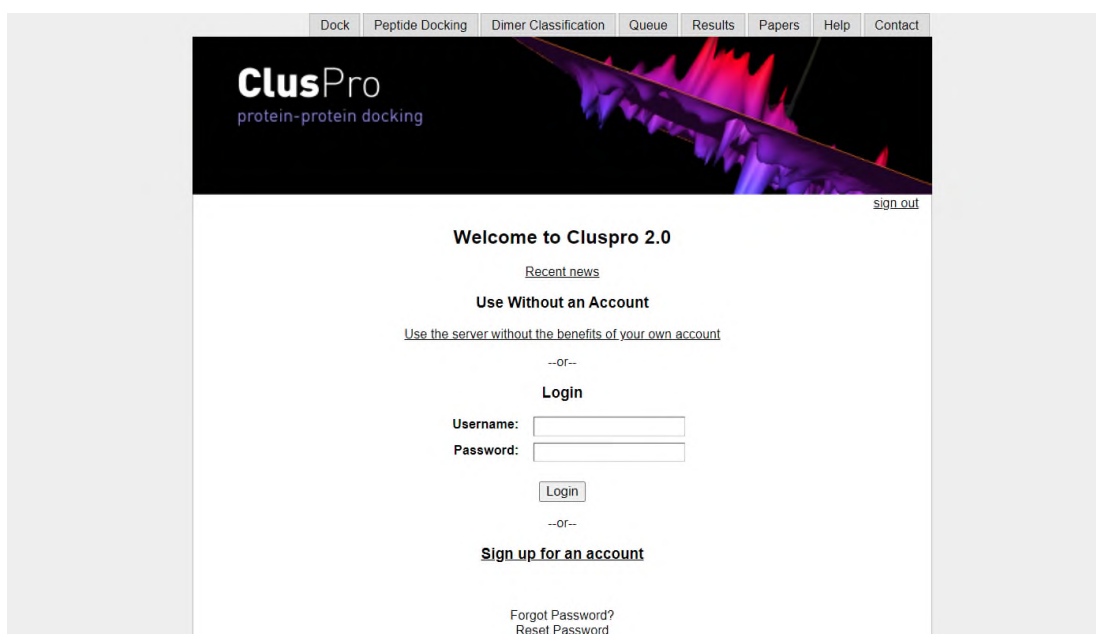 Dock Peptide Docking Dimer Classification Queue Results Papers Help Contact
ClusPro
protein-protein docking
sign out
Welcome to Cluspro 2.0
Recent news
Use Without an Account
Use the server without the benefits of your own account
--or--
Login
Username:
Password:
Login
--or--
Sign up for an account
Forgot Password?
Reset Password